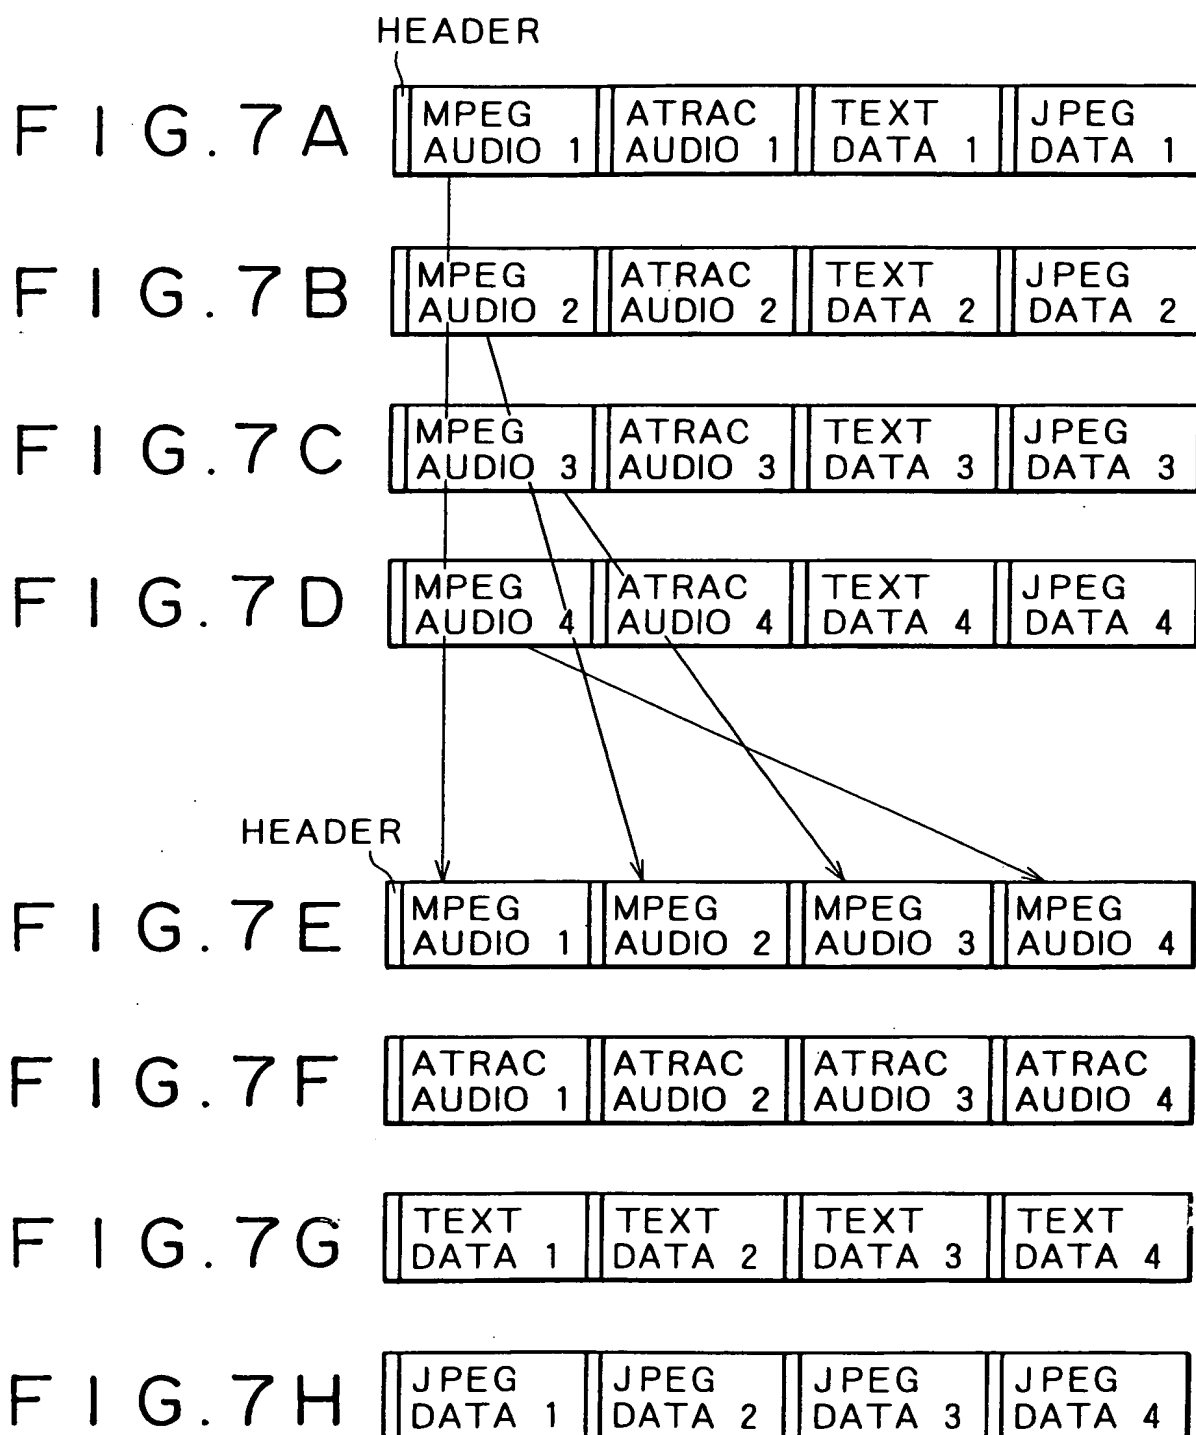 HEADER
FIG.7A
MPEG ATRAC TEXT JPEG
AUDIO 1 AUDIO 1 DATA 1 DATA 1
FIG.7B
MPEG ATRAC TEXT JPEG
AUDIO 2 AUDIO 2 DATA 2 DATA 2
FIG.7C
MPEG ATRAC TEXT JPEG
AUDIO 3 AUDIO 3 DATA 3 DATA 3
FIG.7D
MPEG ATRAC TEXT JPEG
AUDIO 4 AUDIO 4 DATA 4 DATA 4
HEADER
FIG.7E
MPEG MPEG MPEG MPEG
AUDIO 1 AUDIO 2 AUDIO 3 AUDIO 4
FIG.7F
ATRAC ATRAC ATRAC ATRAC
AUDIO 1 AUDIO 2 AUDIO 3 AUDIO 4
FIG.7G
TEXT TEXT TEXT TEXT
DATA 1 DATA 2 DATA 3 DATA 4
FIG.7H
JPEG JPEG JPEG JPEG
DATA 1 DATA 2 DATA 3 DATA 4